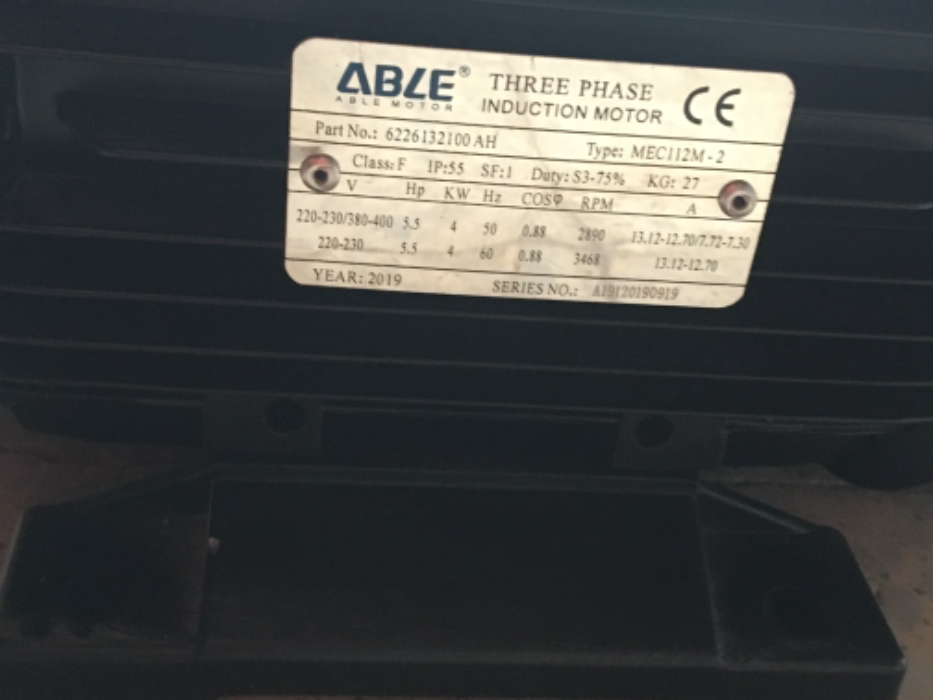 ABLE® THREE PHASE CE
ABLE MOTOR INDUCTION MOTOR
Part No.: 6226132100 AH Type: MEC112M-2
Class: F IP:55 SF:1 Duty: S3-75% KG: 27
V Hp KW Hz COSφ RPM A
220-230/380-400 5.5 4 50 0.88 2890 13.12-12.70/7.72-7.30
220-230 5.5 4 60 0.88 3468 13.12-12.70
YEAR: 2019 SERIES NO.: A19120190919